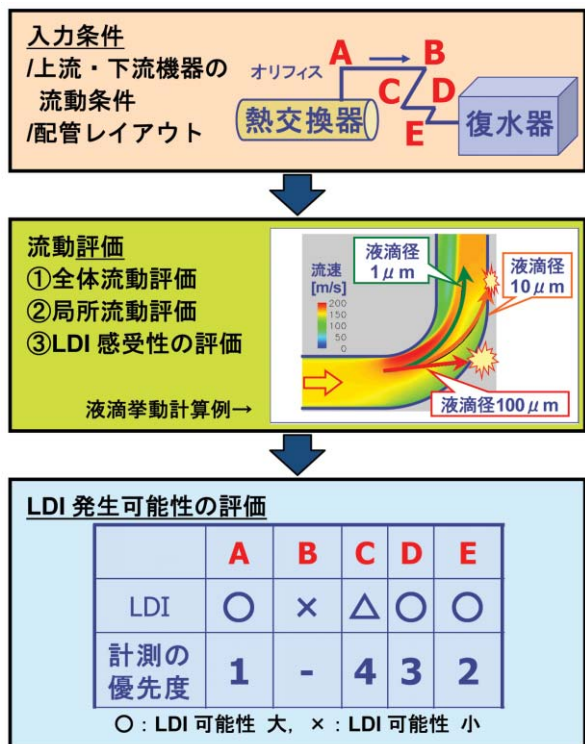 入力条件
/上流・下流機器の
流動条件
/配管レイアウト
オリフィス
A
B
C
D
E
熱交換器
復水器
流動評価
①全体流動評価
②局所流動評価
③LDI 感受性の評価
液滴挙動計算例→
流速
[m/s]
200
150
100
50
0
液滴径
1μm
液滴径
10μm
液滴径100μm
LDI 発生可能性の評価
A B C D E
LDI ○ × △ ○ ○
計測の
優先度 1 - 4 3 2
○：LDI 可能性 大, ×：LDI 可能性 小